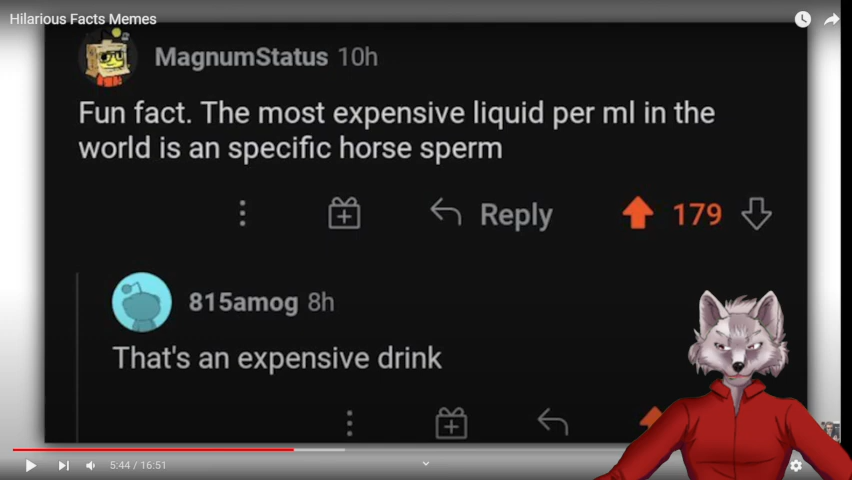 Hilarious Facts Memes
MagnumStatus 10h
Fun fact. The most expensive liquid per ml in the
world is an specific horse sperm
Reply
179
815amog 8h
That's an expensive drink
5:44 / 16:51